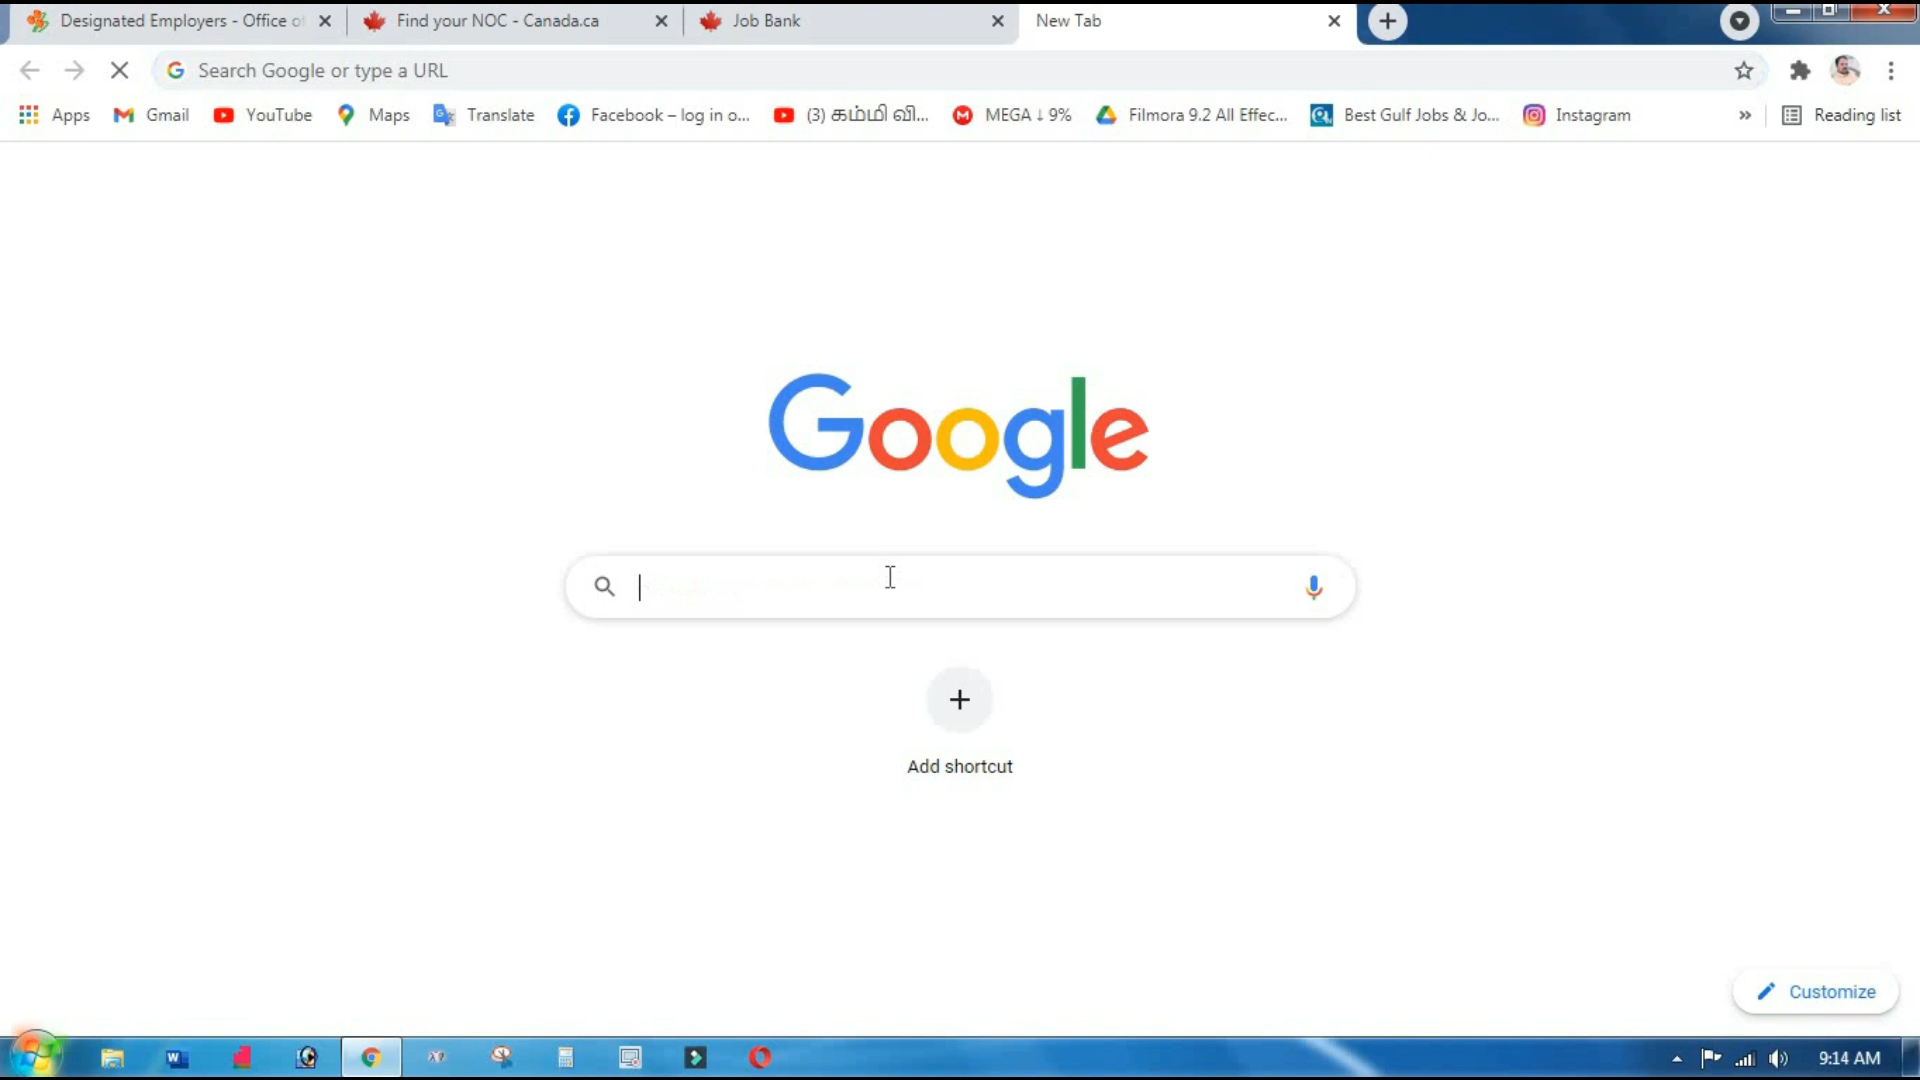 Designated Employers - Office of
Find your NOC - Canada.ca
Job Bank
New Tab
Search Google or type a URL
Apps
Gmail
YouTube
Maps
Translate
Facebook – log in o...
(3) கம்மி வி...
MEGA ↓ 9%
Filmora 9.2 All Effec...
Best Gulf Jobs & Jo...
Instagram
»
Reading list
Google
Add shortcut
Customize
9:14 AM